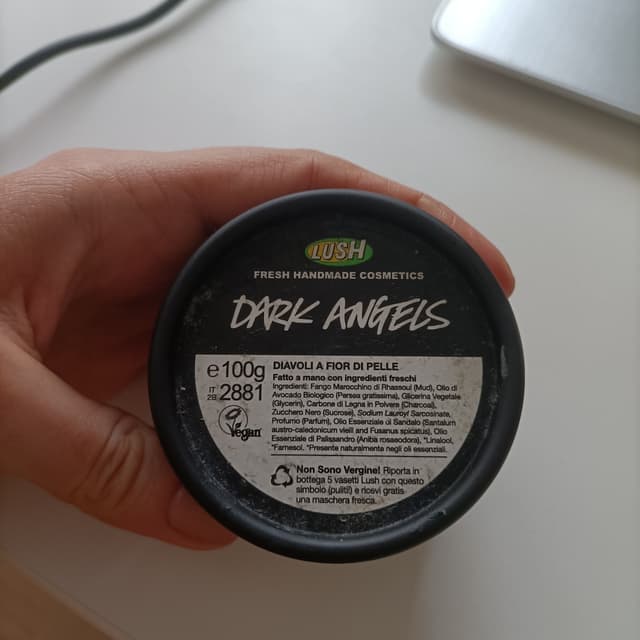 LUSH
FRESH HANDMADE COSMETICS
DARK ANGELS
e 100g
IT 2881
2B
Vegan
DIAVOLI A FIOR DI PELLE
Fatto a mano con ingredienti freschi
Ingredienti: Fango Marocchino di Rhassoul (Mud), Olio di
Avocado Biologico (Persea gratissima), Glicerina Vegetale
(Glycerin), Carbone di Legna in Polvere (Charcoal),
Zucchero Nero (Sucrose), Sodium Lauroyl Sarcosinate,
Profumo (Parfum), Olio Essenziale di Sandalo (Santalum
austro-caledonicum vieill and Fusanus spicatus), Olio
Essenziale di Palissandro (Aniba rosaeodora), *Linalool,
*Farnesol. *Presente naturalmente negli oli essenziali.
Non Sono Vergine! Riporta in
bottega 5 vasetti Lush con questo
simbolo (puliti!) e ricevi gratis
una maschera fresca.